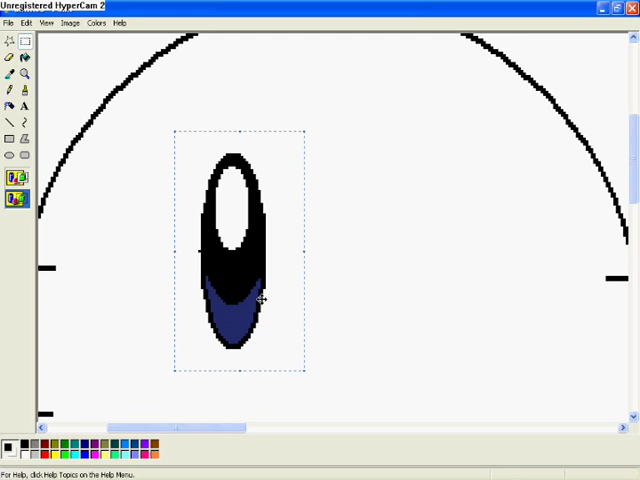 Unregistered HyperCam 2
File Edit View Image Colors Help
A
For Help, click Help Topics on the Help Menu.